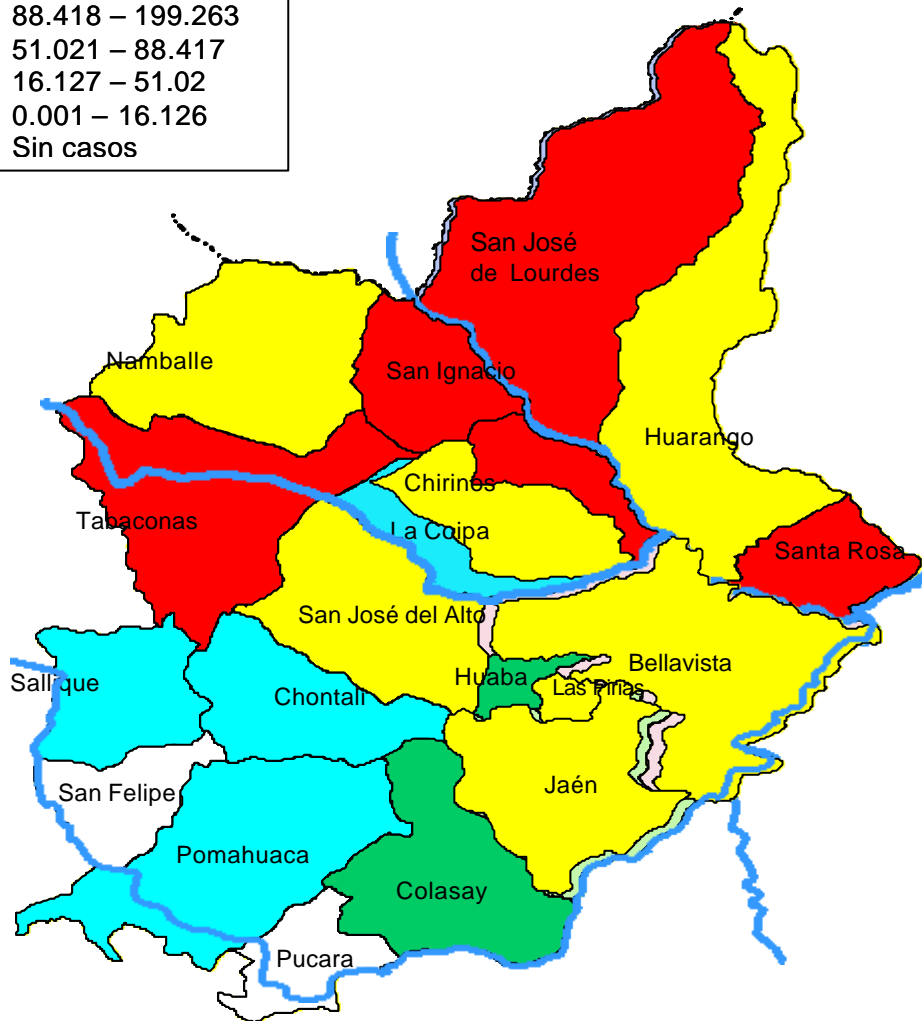 88.418 – 199.263
51.021 – 88.417
16.127 – 51.02
0.001 – 16.126
Sin casos
San José
de Lourdes
Namballe
San Ignacio
Huarango
Chirinos
Tabaconas
La Coipa
Santa Rosa
San José del Alto
Bellavista
Huaba
Las Pirias
Sallique
Chontali
Jaén
San Felipe
Pomahuaca
Colasay
Pucara